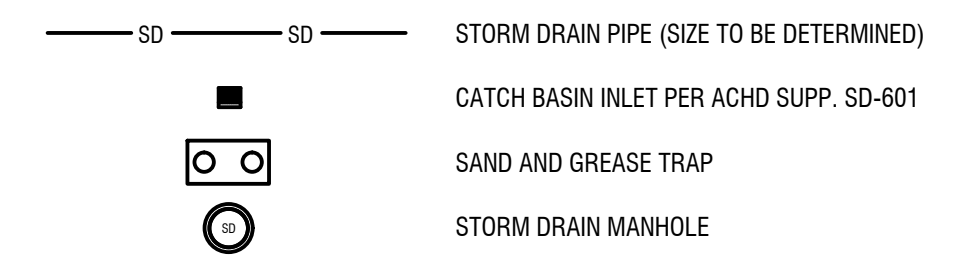 SD SD STORM DRAIN PIPE (SIZE TO BE DETERMINED)
CATCH BASIN INLET PER ACHD SUPP. SD-601
SAND AND GREASE TRAP
SD STORM DRAIN MANHOLE